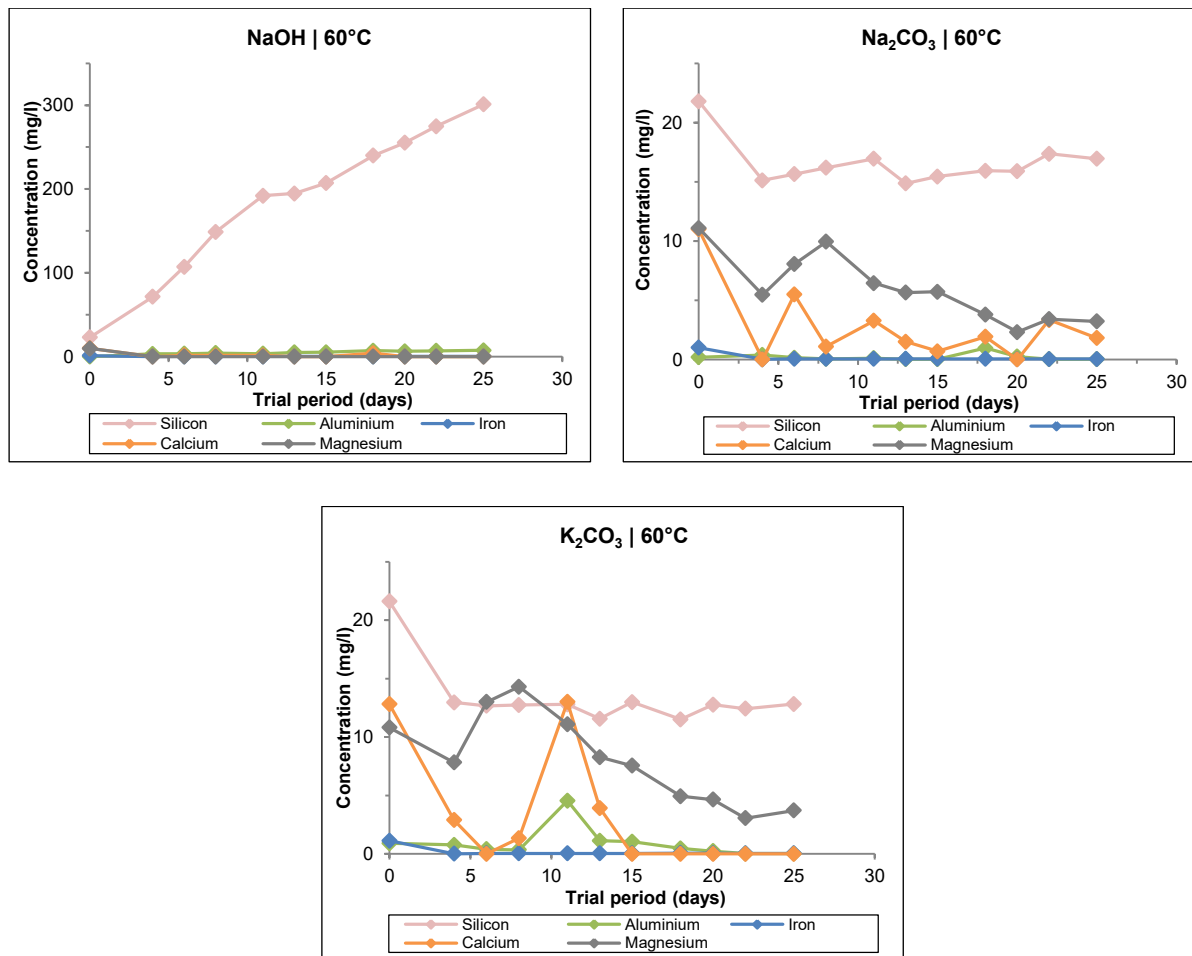 NaOH | 60°C
Concentration (mg/l)
300
200
100
0
0 5 10 15 20 25 30
Trial period (days)
Silicon Aluminium Iron
Calcium Magnesium
Na₂CO₃ | 60°C
Concentration (mg/l)
20
10
0
0 5 10 15 20 25 30
Trial period (days)
Silicon Aluminium Iron
Calcium Magnesium
K₂CO₃ | 60°C
Concentration (mg/l)
20
10
0
0 5 10 15 20 25 30
Trial period (days)
Silicon Aluminium Iron
Calcium Magnesium